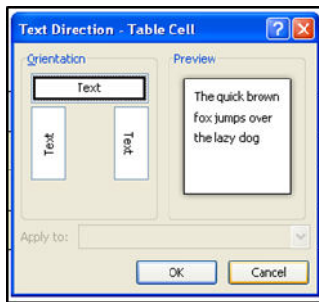 Text Direction - Table Cell
Orientation
Preview
Text
Text
Text
The quick brown
fox jumps over
the lazy dog
Apply to:
OK
Cancel